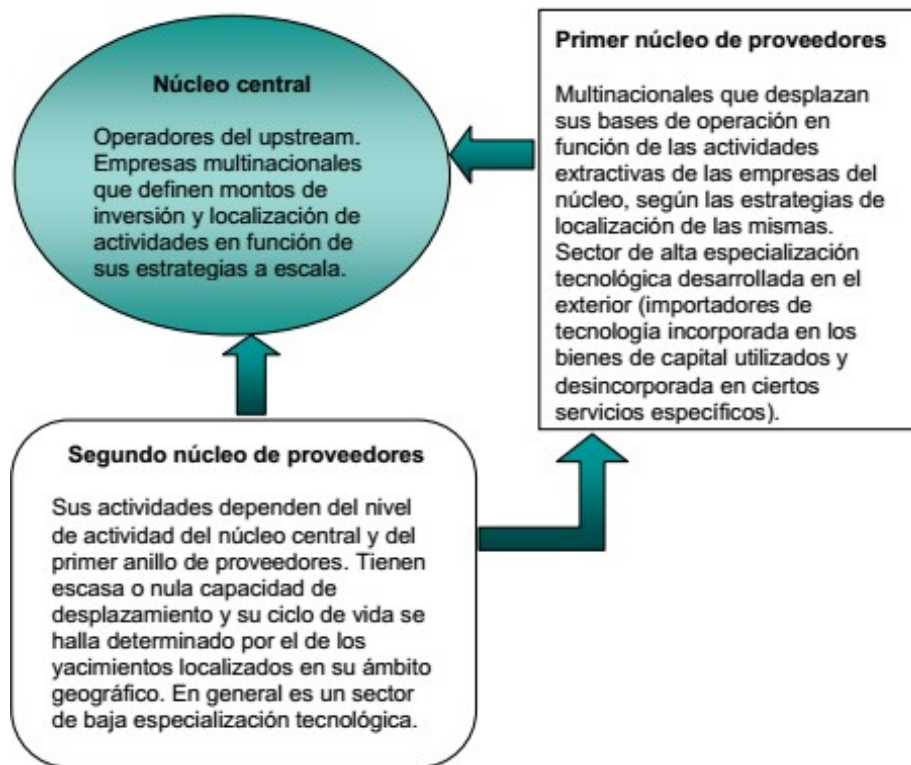 Núcleo central
Operadores del upstream.
Empresas multinacionales
que definen montos de
inversión y localización de
actividades en función de
sus estrategias a escala.
Primer núcleo de proveedores
Multinacionales que desplazan
sus bases de operación en
función de las actividades
extractivas de las empresas del
núcleo, según las estrategias de
localización de las mismas.
Sector de alta especialización
tecnológica desarrollada en el
exterior (importadores de
tecnología incorporada en los
bienes de capital utilizados y
desincorporada en ciertos
servicios específicos).
Segundo núcleo de proveedores
Sus actividades dependen del nivel
de actividad del núcleo central y del
primer anillo de proveedores. Tienen
escasa o nula capacidad de
desplazamiento y su ciclo de vida se
halla determinado por el de los
yacimientos localizados en su ámbito
geográfico. En general es un sector
de baja especialización tecnológica.